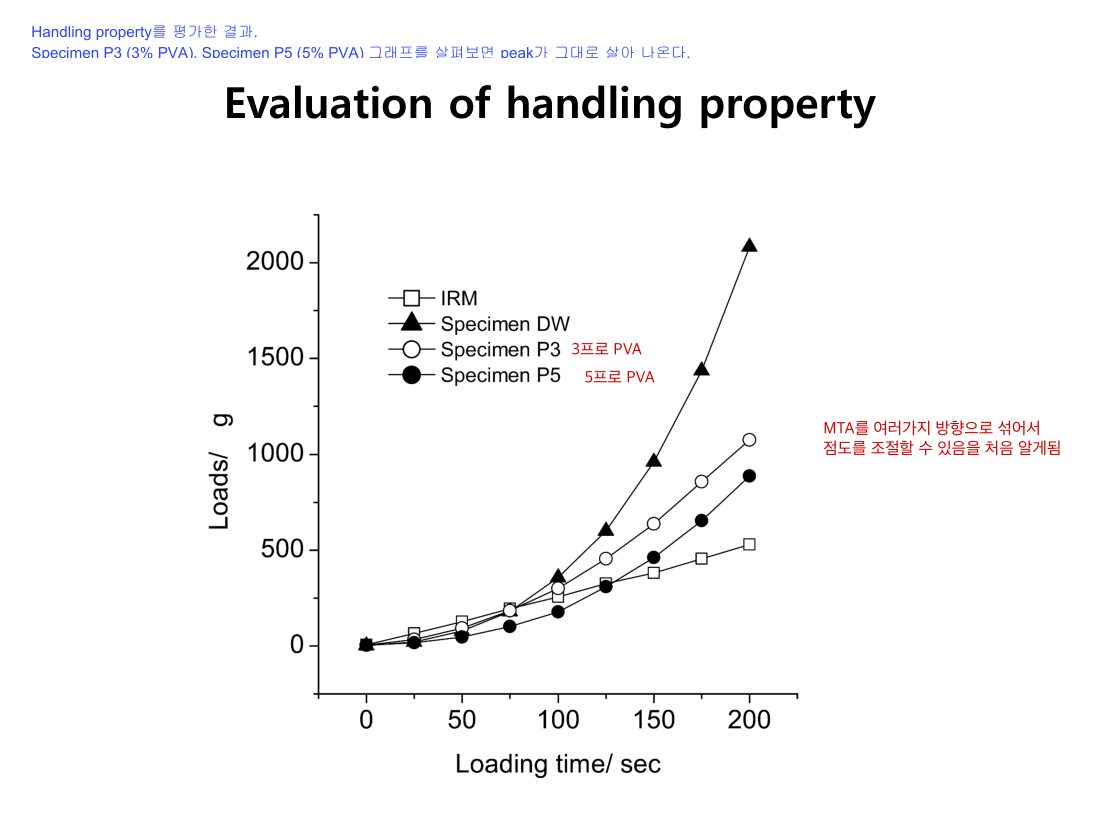 Handling property를 평가한 결과.
Specimen P3 (3% PVA), Specimen P5 (5% PVA) 그래프를 살펴보면 peak가 그대로 살아 나온다.
Evaluation of handling property
2000
1500
1000
500
0
Loads/ g
IRM
Specimen DW
Specimen P3 3프로 PVA
Specimen P5 5프로 PVA
MTA를 여러가지 방향으로 섞어서
점도를 조절할 수 있음을 처음 알게됨
0 50 100 150 200
Loading time/ sec